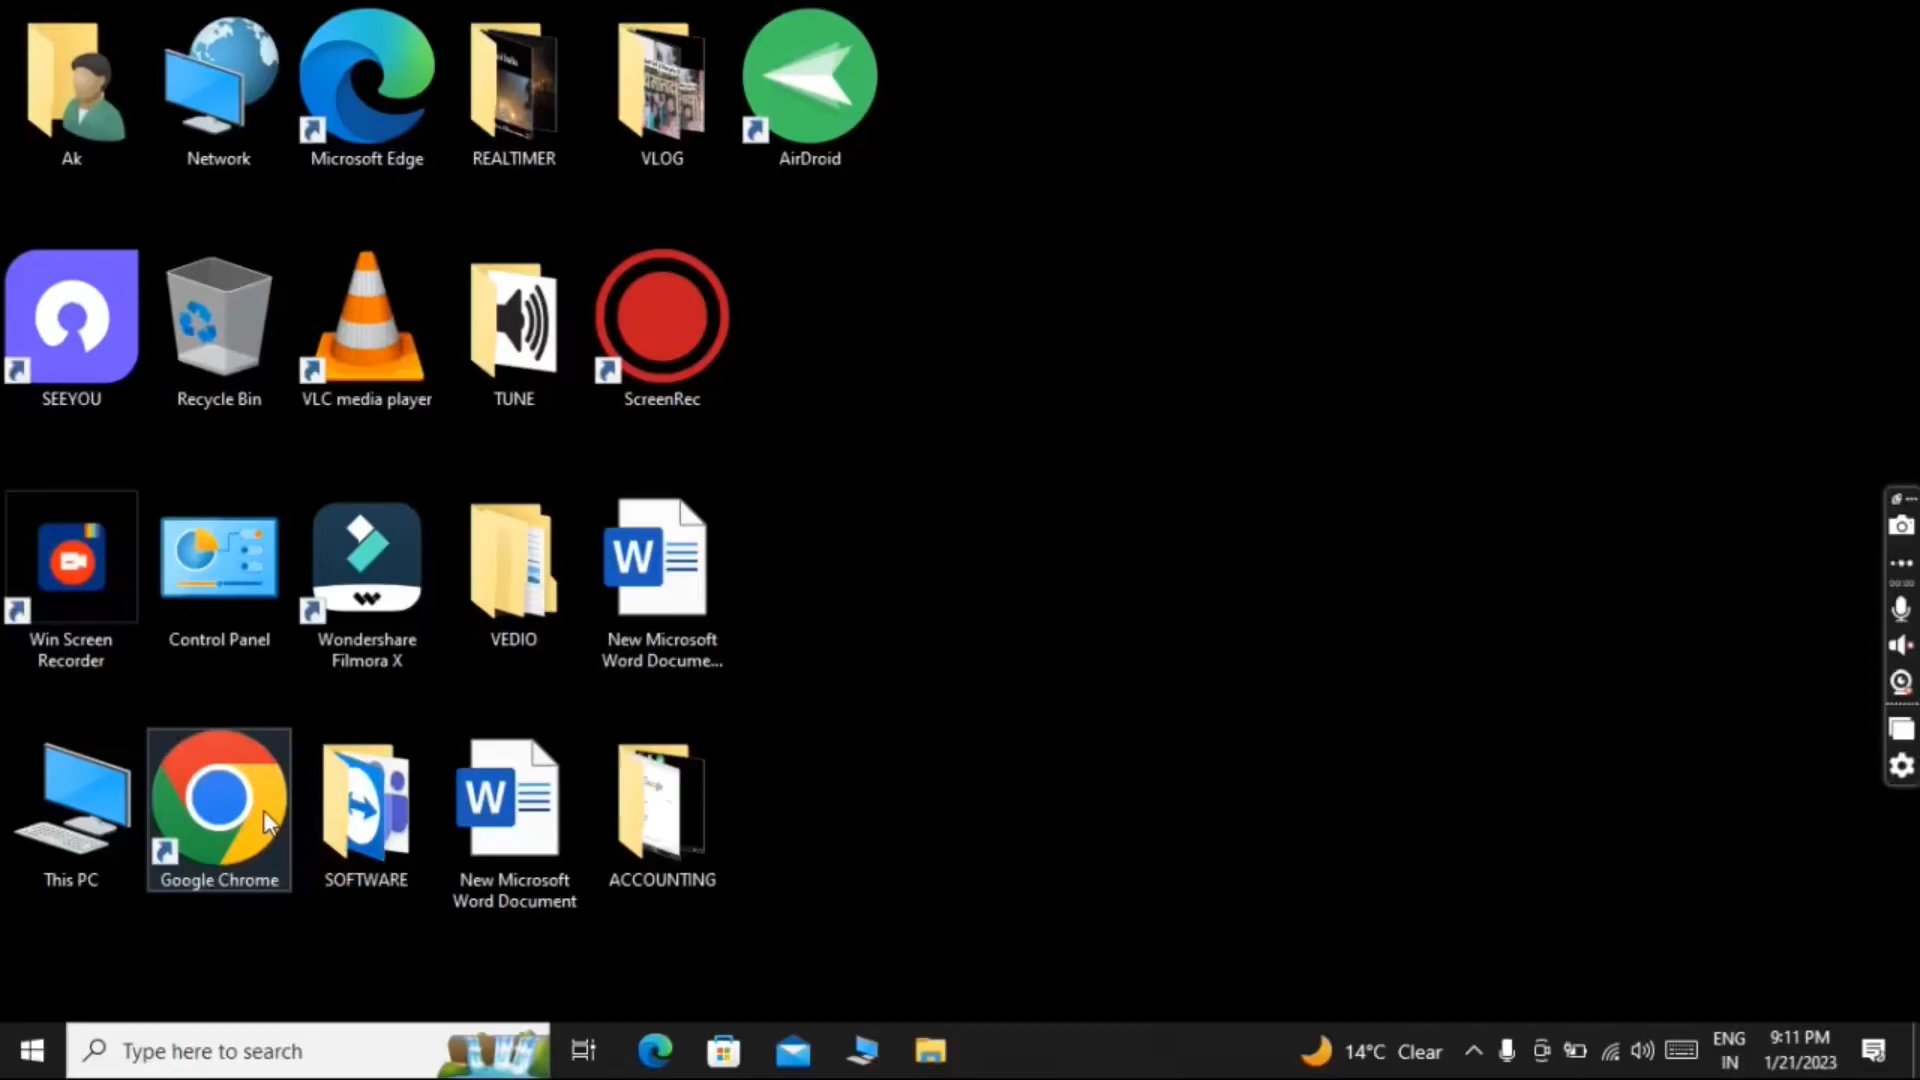 Ak
Network
Microsoft Edge
REALTIMER
VLOG
AirDroid
SEEYOU
Recycle Bin
VLC media player
TUNE
ScreenRec
Win Screen
Recorder
Control Panel
Wondershare
Filmora X
VEDIO
New Microsoft
Word Docume...
This PC
Google Chrome
SOFTWARE
New Microsoft
Word Document
ACCOUNTING
00:00
Type here to search
14°C Clear
ENG
IN
9:11 PM
1/21/2023